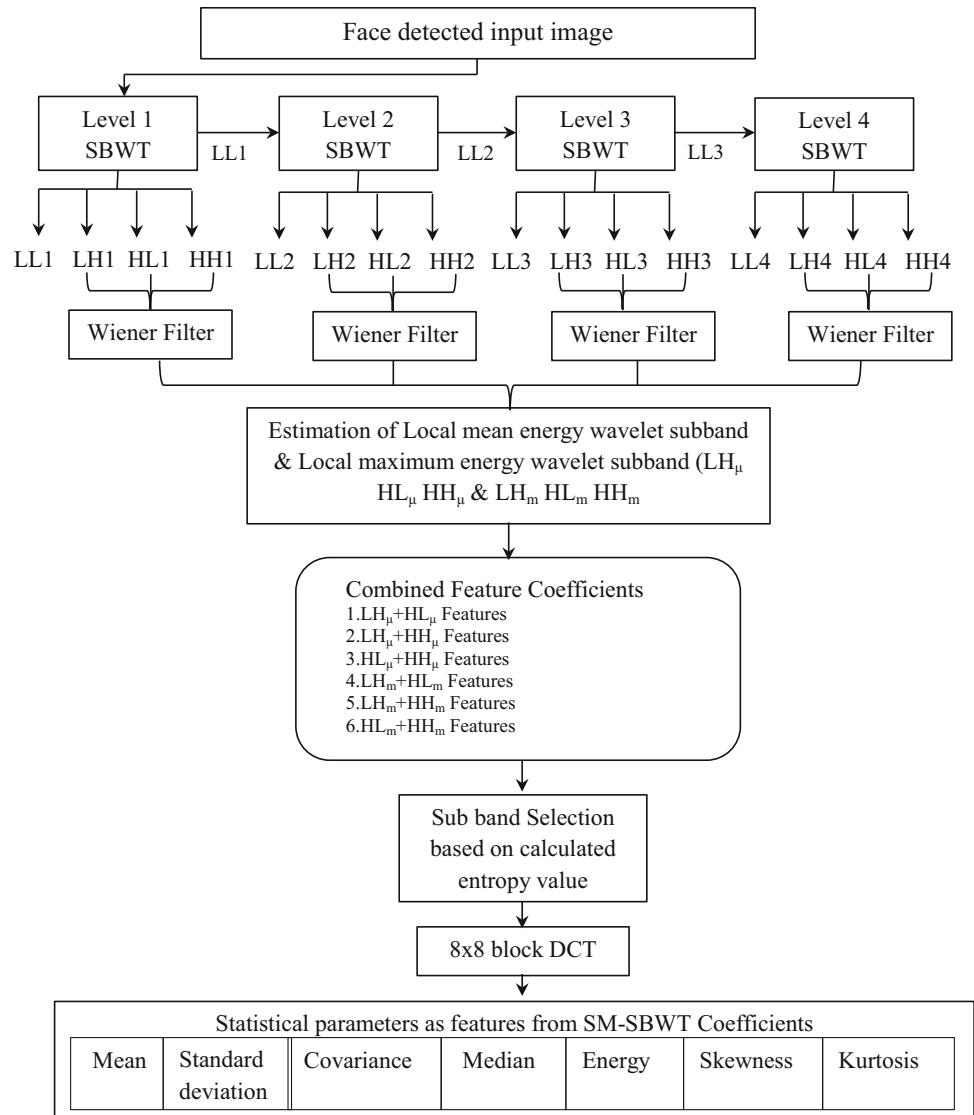 Face detected input image
Level 1
SBWT
LL1
Level 2
SBWT
LL2
Level 3
SBWT
LL3
Level 4
SBWT
LL1 LH1 HL1 HH1 LL2 LH2 HL2 HH2 LL3 LH3 HL3 HH3 LL4 LH4 HL4 HH4
Wiener Filter Wiener Filter Wiener Filter Wiener Filter
Estimation of Local mean energy wavelet subband
& Local maximum energy wavelet subband (LHμ
HLμ HHμ & LHm HLm HHm
Combined Feature Coefficients
1.LHμ+HLμ Features
2.LHμ+HHμ Features
3.HLμ+HHμ Features
4.LHm+HLm Features
5.LHm+HHm Features
6.HLm+HHm Features
Sub band Selection
based on calculated
entropy value
8x8 block DCT
Statistical parameters as features from SM-SBWT Coefficients
Mean
Standard
deviation
Covariance
Median
Energy
Skewness
Kurtosis